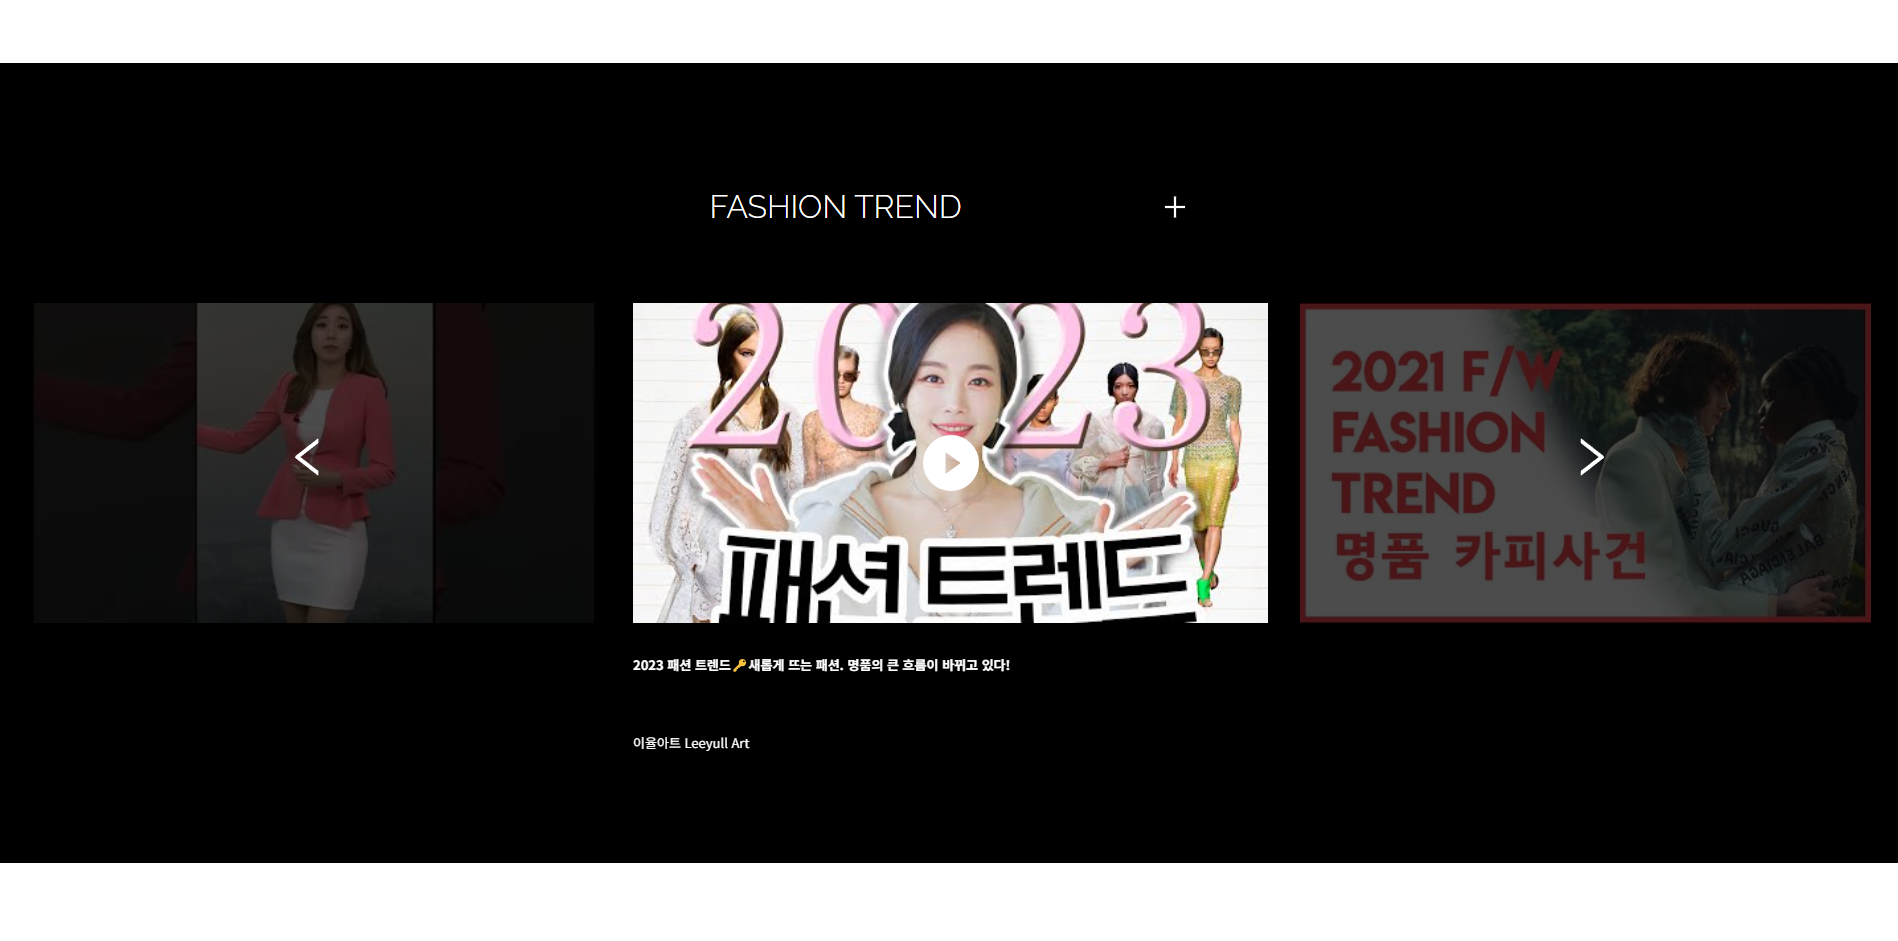 FASHION TREND
2023
패션 트렌드
2021 F/W
FASHION
TREND
명품 카피사건
GUCCI
BALENCIAGA
2023 패션 트렌드🔑새롭게 뜨는 패션. 명품의 큰 흐름이 바뀌고 있다!
이율아트 Leeyull Art